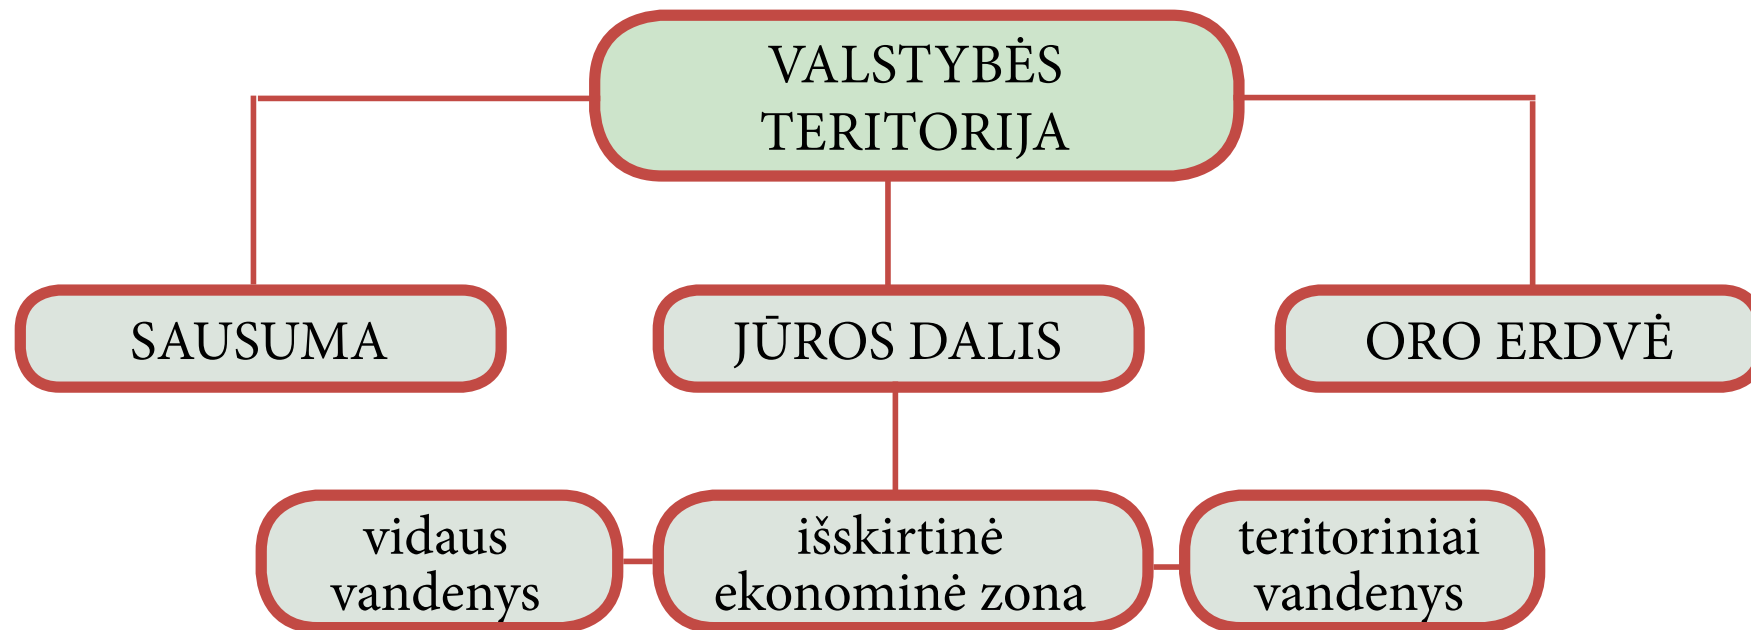 VALSTYBĖS
TERITORIJA
SAUSUMA
JŪROS DALIS
ORO ERDVĖ
vidaus
vandenys
išskirtinė
ekonominė zona
teritoriniai
vandenys